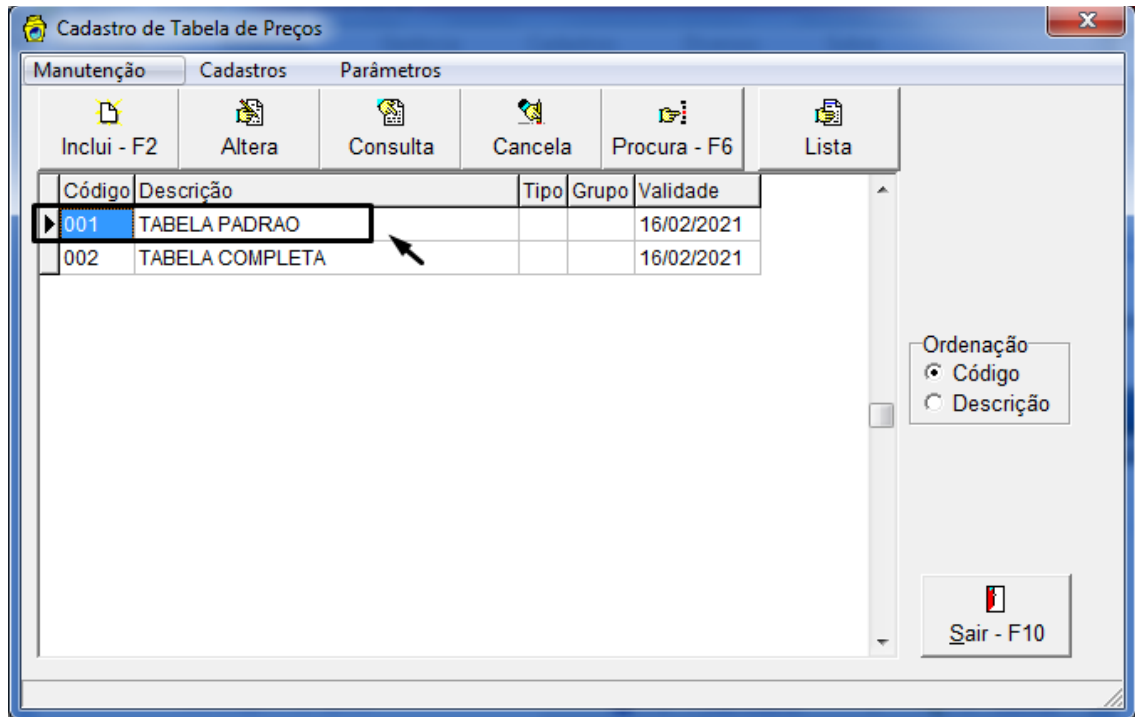 Cadastro de Tabela de Preços
Manutenção Cadastros Parâmetros
Inclui - F2 Altera Consulta Cancela Procura - F6 Lista
Código Descrição Tipo Grupo Validade
001 TABELA PADRAO 16/02/2021
002 TABELA COMPLETA 16/02/2021
Ordenação
Código
Descrição
Sair - F10